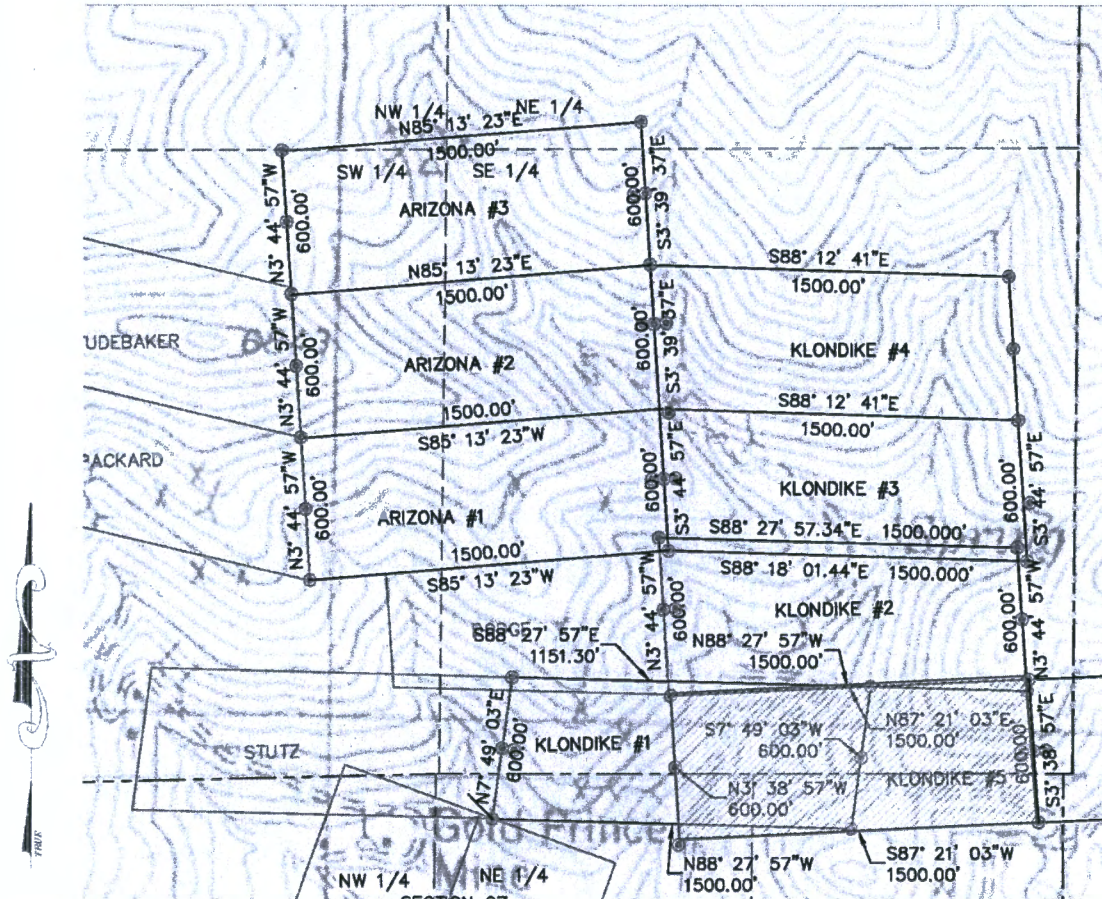 NW 1/4
NE 1/4
N85° 13' 23"E
1500.00'
SW 1/4
SE 1/4
ARIZONA #3
N3° 44' 57"W
600.00'
600.00'
S3° 39' 37"E
N85° 13' 23"E
1500.00'
S88° 12' 41"E
1500.00'
UDEBAKER
ARIZONA #2
N3° 44' 57"W
600.00'
600.00'
S3° 39' 37"E
KLONDIKE #4
1500.00'
S85° 13' 23"W
S88° 12' 41"E
1500.00'
PACKARD
N3° 44' 57"W
600.00'
ARIZONA #1
600.00'
S3° 44' 57"E
KLONDIKE #3
600.00'
S3° 44' 57"E
1500.00'
S85° 13' 23"W
S88° 27' 57.34"E 1500.000'
S88° 18' 01.44"E 1500.000'
N3° 44' 57"W
600.00'
KLONDIKE #2
600.00'
N3° 44' 57"W
S88° 27' 57"E
1151.30'
N88° 27' 57"W
1500.00'
STUTZ
N7° 49' 03"E
600.00'
KLONDIKE #1
S7° 49' 03"W
600.00'
N87° 21' 03"E
1500.00'
KLONDIKE #5
600.00'
S3° 38' 57"E
N3° 38' 57"W
600.00'
Gold Prince
Mine
N88° 27' 57"W
1500.00'
S87° 21' 03"W
1500.00'
NW 1/4
NE 1/4
TRUE